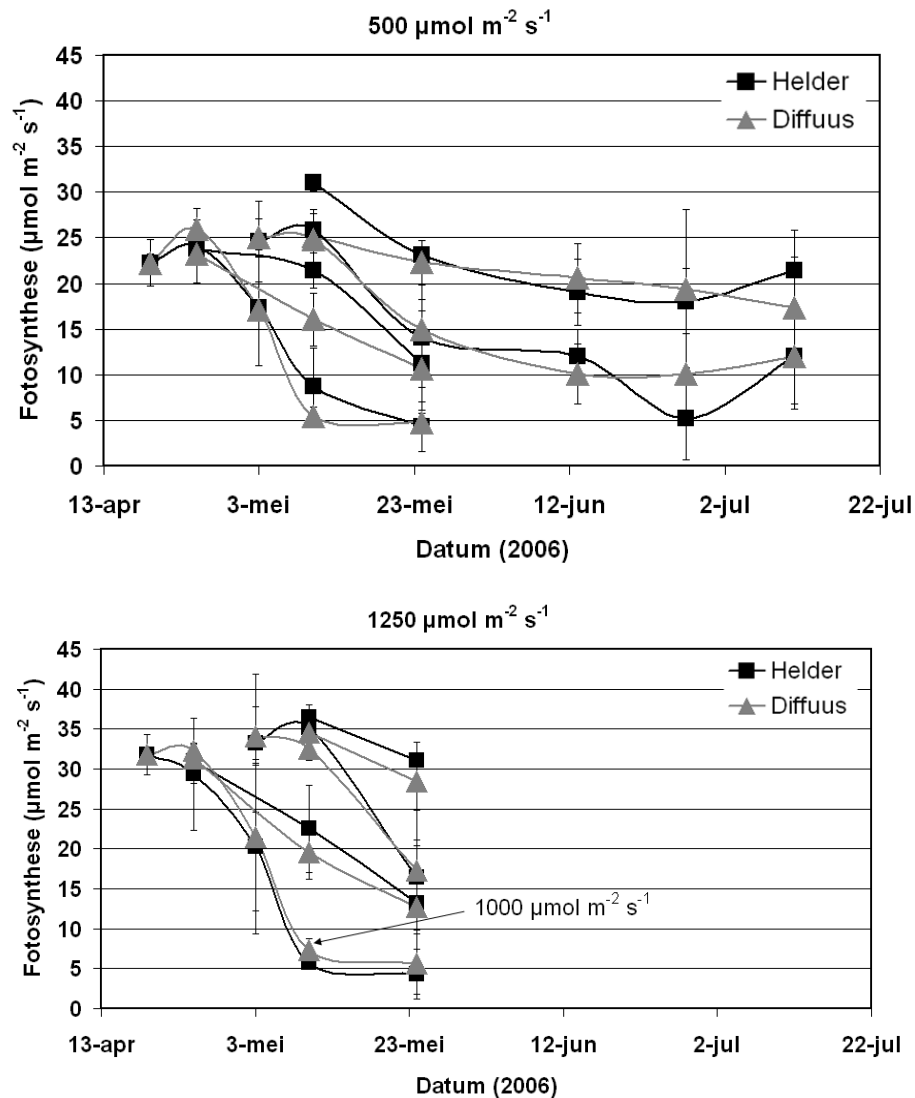 500 µmol m⁻² s⁻¹
Fotosynthese (µmol m⁻² s⁻¹)
45
40
35
30
25
20
15
10
5
0
Helder
Diffuus
13-apr 3-mei 23-mei 12-jun 2-jul 22-jul
Datum (2006)
1250 µmol m⁻² s⁻¹
Fotosynthese (µmol m⁻² s⁻¹)
45
40
35
30
25
20
15
10
5
0
Helder
Diffuus
1000 µmol m⁻² s⁻¹
13-apr 3-mei 23-mei 12-jun 2-jul 22-jul
Datum (2006)